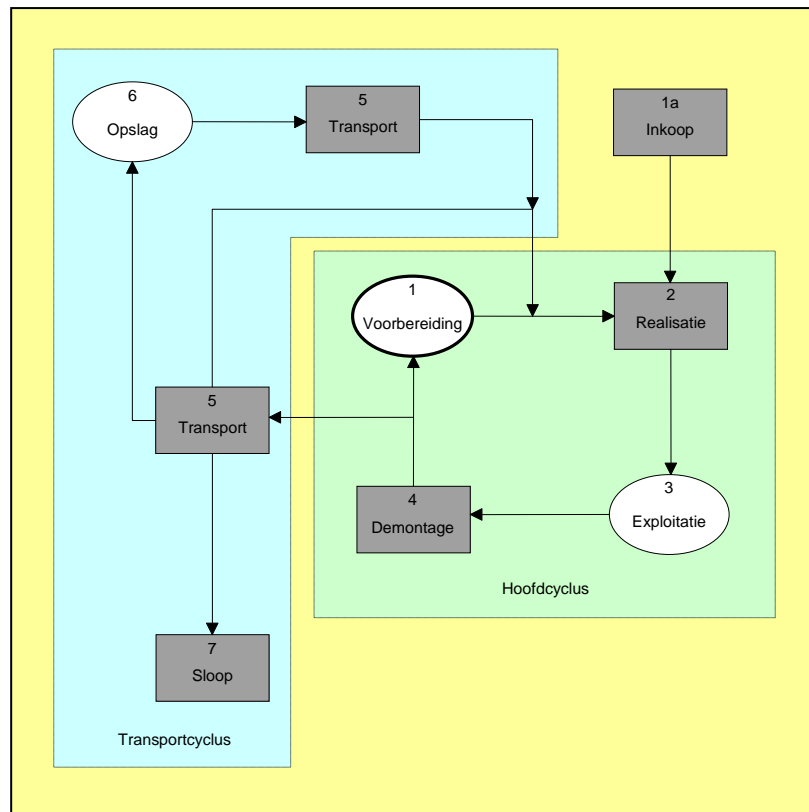 6
Opslag
5
Transport
1a
Inkoop
1
Voorbereiding
2
Realisatie
5
Transport
4
Demontage
3
Exploitatie
Hoofdcyclus
7
Sloop
Transportcyclus